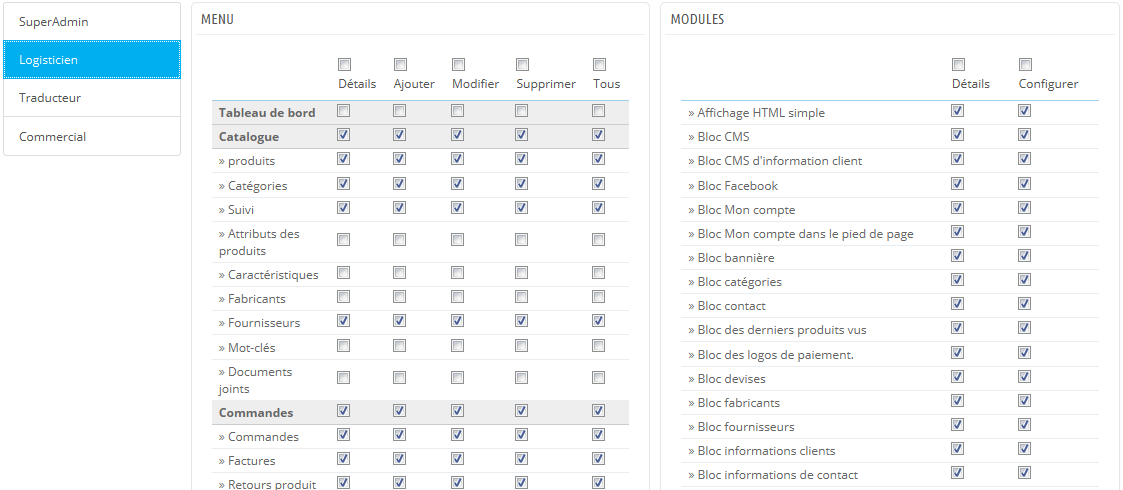 SuperAdmin
Logisticien
Traducteur
Commercial
MENU
Détails Ajouter Modifier Supprimer Tous
Tableau de bord
Catalogue
» produits
» Catégories
» Suivi
» Attributs des
produits
» Caractéristiques
» Fabricants
» Fournisseurs
» Mot-clés
» Documents
joints
Commandes
» Commandes
» Factures
» Retours produit
MODULES
Détails Configurer
» Affichage HTML simple
» Bloc CMS
» Bloc CMS d'information client
» Bloc Facebook
» Bloc Mon compte
» Bloc Mon compte dans le pied de page
» Bloc bannière
» Bloc catégories
» Bloc contact
» Bloc des derniers produits vus
» Bloc des logos de paiement.
» Bloc devises
» Bloc fabricants
» Bloc fournisseurs
» Bloc informations clients
» Bloc informations de contact